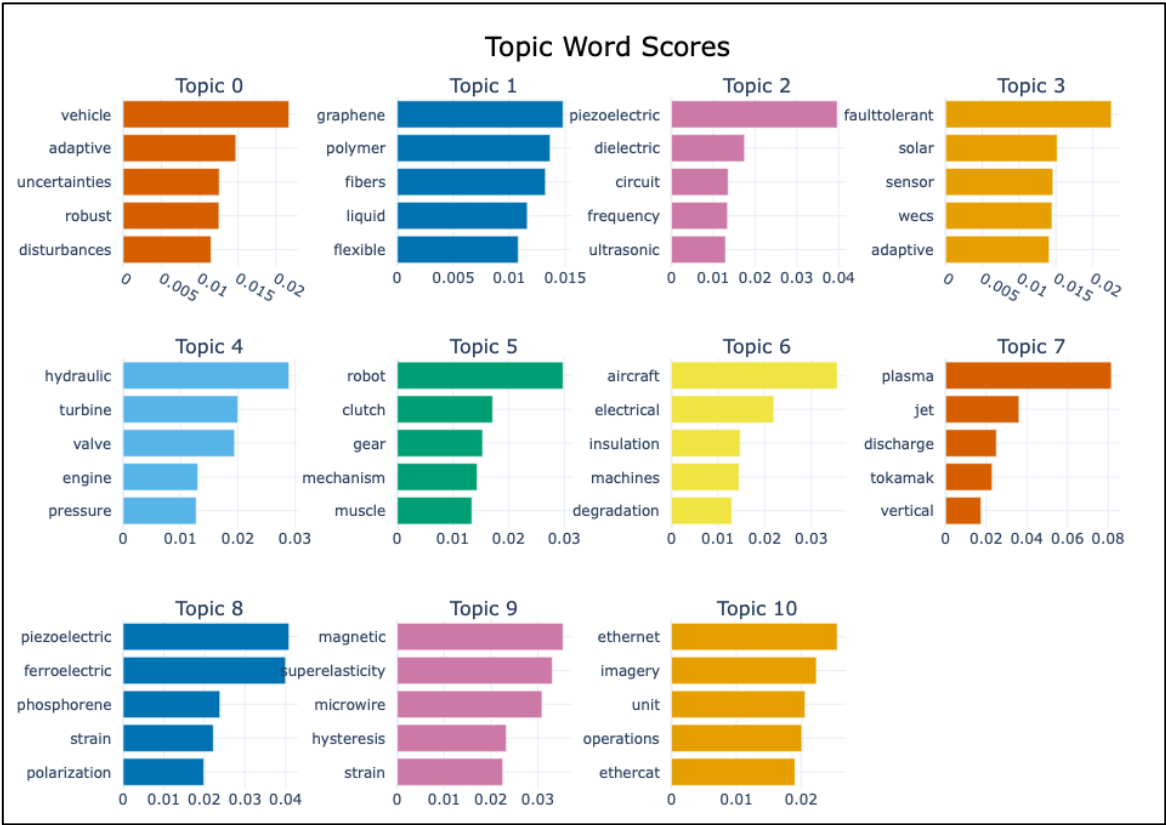 Topic Word Scores
Topic 0
vehicle
adaptive
uncertainties
robust
disturbances
0 0.005 0.01 0.015 0.02
Topic 1
graphene
polymer
fibers
liquid
flexible
0 0.005 0.01 0.015
Topic 2
piezoelectric
dielectric
circuit
frequency
ultrasonic
0 0.01 0.02 0.03 0.04
Topic 3
faulttolerant
solar
sensor
wecs
adaptive
0 0.005 0.01 0.015 0.02
Topic 4
hydraulic
turbine
valve
engine
pressure
0 0.01 0.02 0.03
Topic 5
robot
clutch
gear
mechanism
muscle
0 0.01 0.02 0.03
Topic 6
aircraft
electrical
insulation
machines
degradation
0 0.01 0.02 0.03
Topic 7
plasma
jet
discharge
tokamak
vertical
0 0.02 0.04 0.06 0.08
Topic 8
piezoelectric
ferroelectric
phosphorene
strain
polarization
0 0.01 0.02 0.03 0.04
Topic 9
magnetic
superelasticity
microwire
hysteresis
strain
0 0.01 0.02 0.03
Topic 10
ethernet
imagery
unit
operations
ethercat
0 0.01 0.02